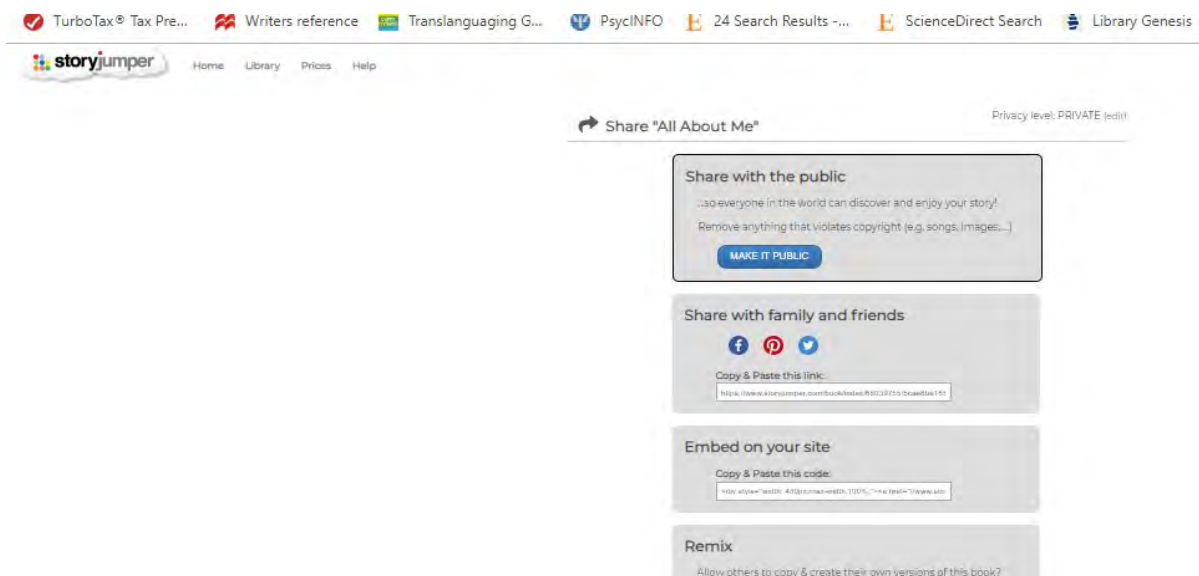 TurboTax® Tax Pre... Writers reference Translanguaging G... PsycINFO 24 Search Results -... ScienceDirect Search Library Genesis
storyjumper Home Library Prices Help
Privacy level: PRIVATE (edit)
Share "All About Me"
Share with the public
...so everyone in the world can discover and enjoy your story!
Remove anything that violates copyright (e.g. songs, images,...)
MAKE IT PUBLIC
Share with family and friends
Copy & Paste this link:
Embed on your site
Copy & Paste this code:
Remix
Allow others to copy & create their own versions of this book?